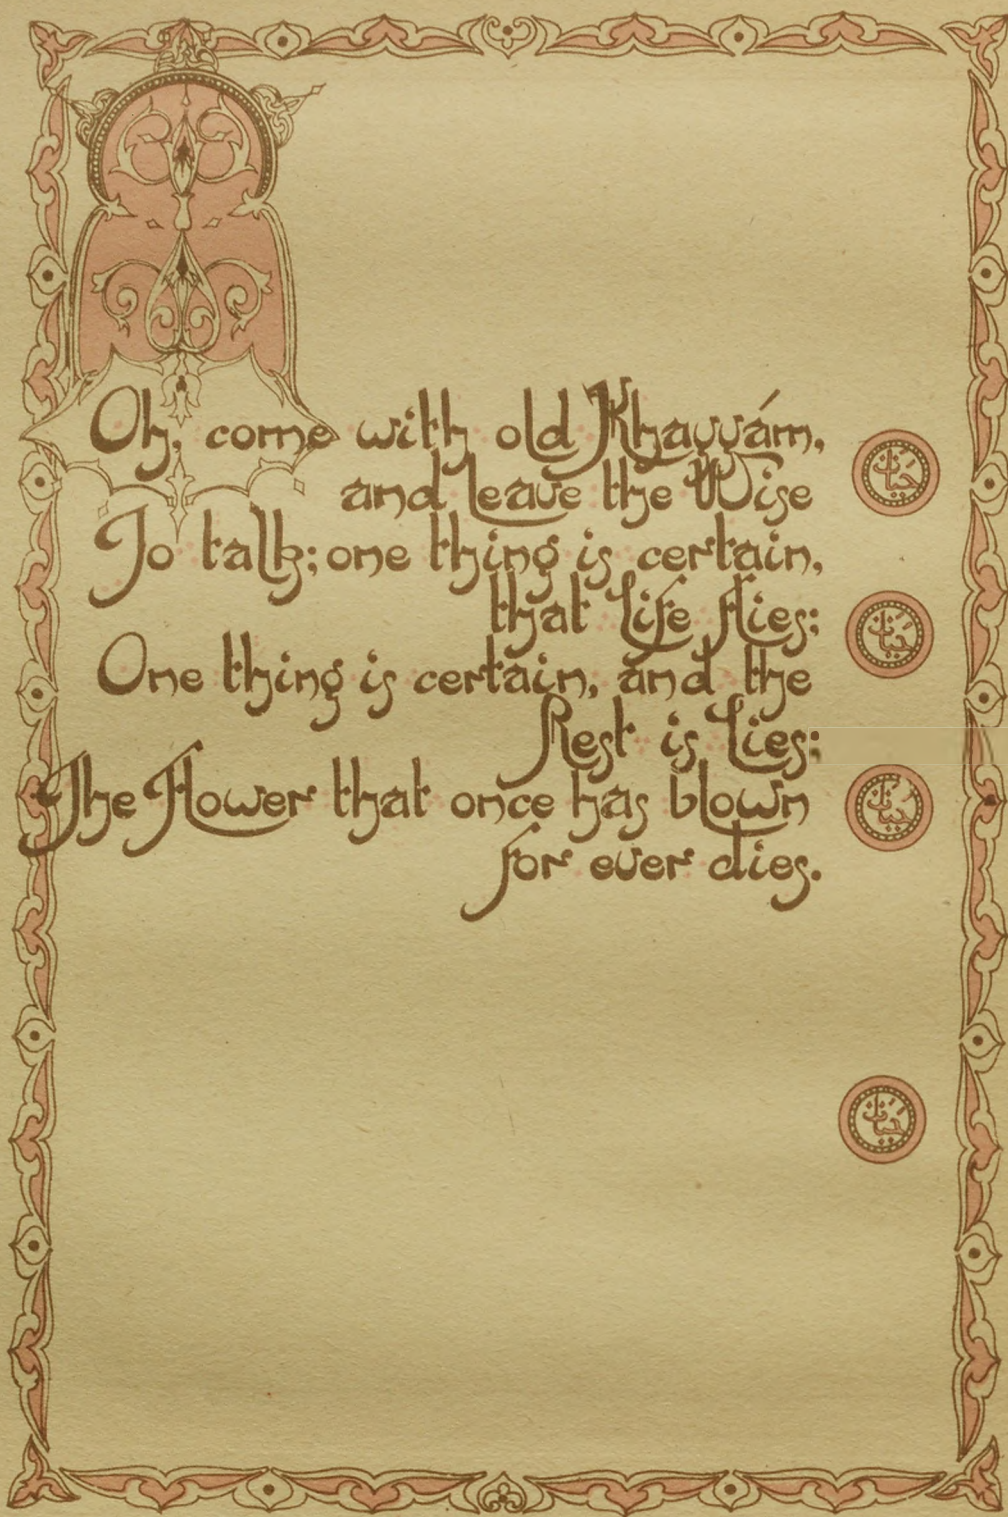 Oh, come with old Khayyám,
and leave the Wise
To talk; one thing is certain,
that Life flies;
One thing is certain, and the
Rest is Lies;
The Flower that once has blown
for ever dies.